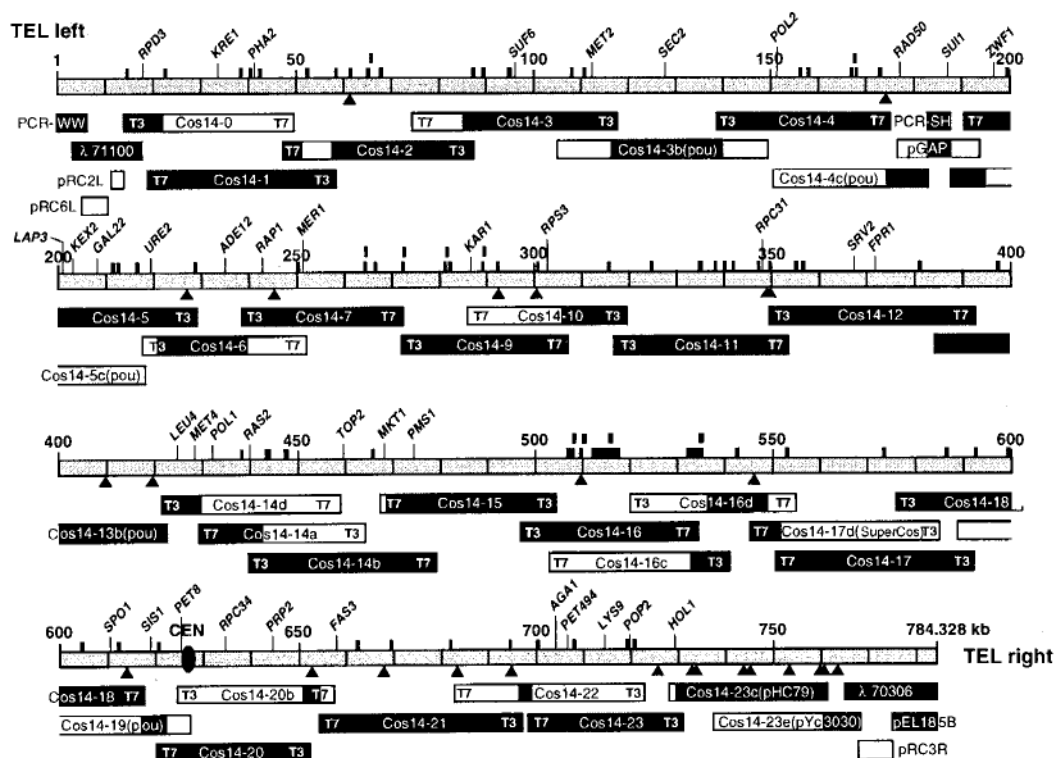 TEL left
RPD3 KRE1 PHA2 SUF6 MET2 SEC2 POL2 RAD50 SUI1 ZWF1
1 50 100 150 200
PCR-WW T3 Cos14-0 T7 T7 Cos14-3 T3 Cos14-4 T7 PCR-SH T7
λ 71100 T7 Cos14-2 Cos14-3b(pou) pGAP
pRC2L T7 Cos14-1 T3 Cos14-4c(pou)
pRC6L
LAP3 KEX2 GAL22 URE2 ADE12 RAP1 MER1 KAR1 RPS3 RPC31 SRV2 FPR1
200 250 300 350 400
Cos14-5 T3 T3 Cos14-7 T7 T7 Cos14-10 T3 T3 Cos14-12 T7
T3 Cos14-6 T7 Cos14-9 T7 T3 Cos14-11 T7
Cos14-5c(pou)
LEU4 MET4 POL1 RAS2 TOP2 MKT1 PMS1
400 450 500 550 600
T3 Cos14-14d T7 T7 Cos14-15 T3 Cos14-16d T7 T3 Cos14-18
Cos14-13b(pou) T7 Cos14-14a T3 T3 Cos14-16 T7 T7 Cos14-17d(SuperCos) T3
T3 Cos14-14b T7 T7 Cos14-16c T3 T7 Cos14-17 T3
SPO1 SIS1 PET8 RPC34 PRP2 FAS3 AGA1 PET494 LYS9 POP2 HOL1
600 CEN 650 700 750 784.328 kb
TEL right
Cos14-18 T7 T3 Cos14-20b T7 T7 Cos14-22 T3 Cos14-23c(pHC79) λ 70306
Cos14-19(pou) T7 Cos14-21 T3 T7 Cos14-23 T3 Cos14-23e(pYc3030) pEL185B
T7 Cos14-20 T3 pRC3R